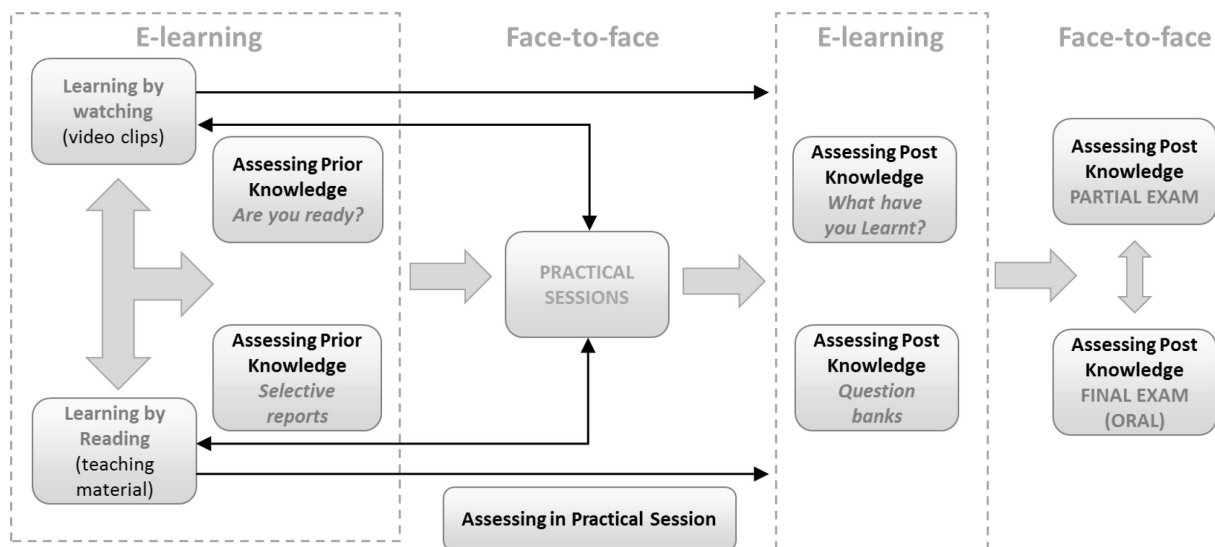 E-learning
Face-to-face
E-learning
Face-to-face
Learning by
watching
(video clips)
Assessing Prior
Knowledge
Are you ready?
Assessing Prior
Knowledge
Selective
reports
Learning by
Reading
(teaching
material)
PRACTICAL
SESSIONS
Assessing in Practical Session
Assessing Post
Knowledge
What have
you Learnt?
Assessing Post
Knowledge
Question
banks
Assessing Post
Knowledge
PARTIAL EXAM
Assessing Post
Knowledge
FINAL EXAM
(ORAL)